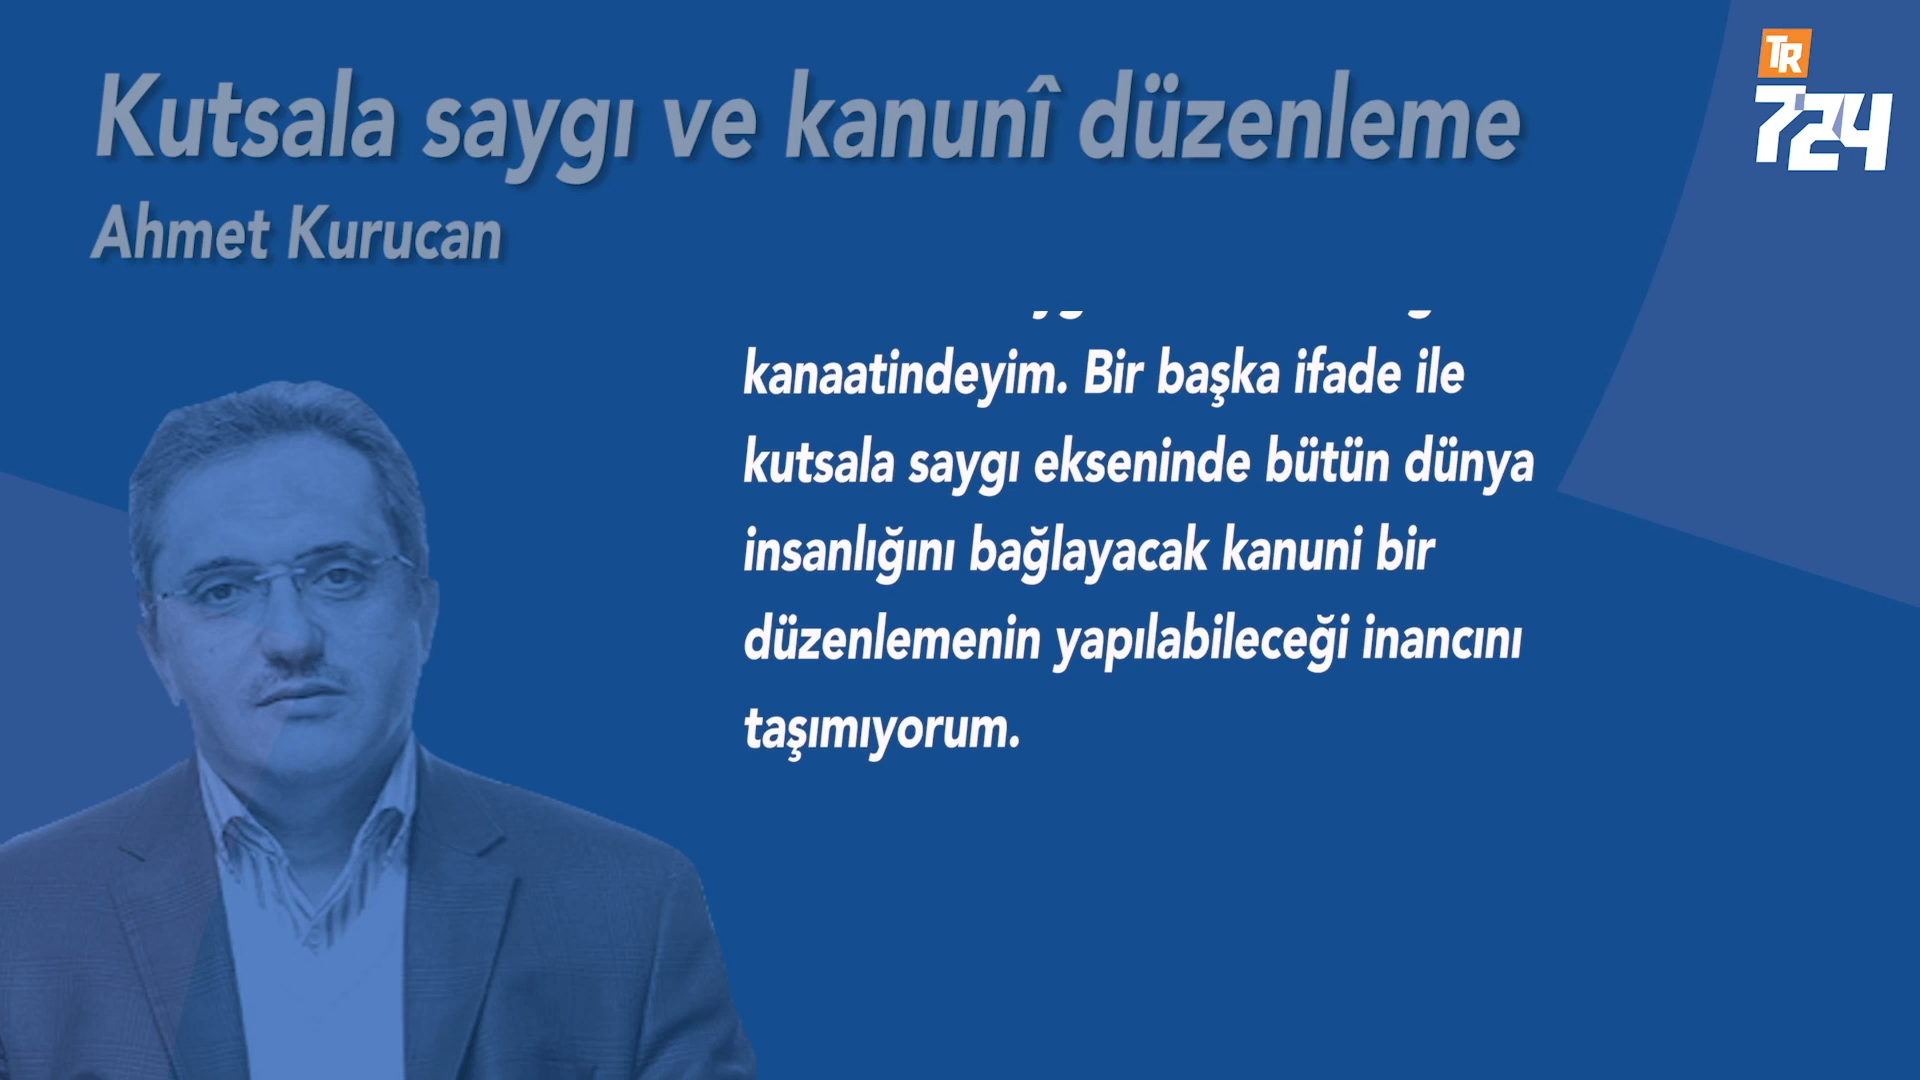 Kutsala saygı ve kanunî düzenleme
Ahmet Kurucan
TR
724
kanaatindeyim. Bir başka ifade ile
kutsala saygı ekseninde bütün dünya
insanlığını bağlayacak kanuni bir
düzenlemenin yapılabileceği inancını
taşımıyorum.